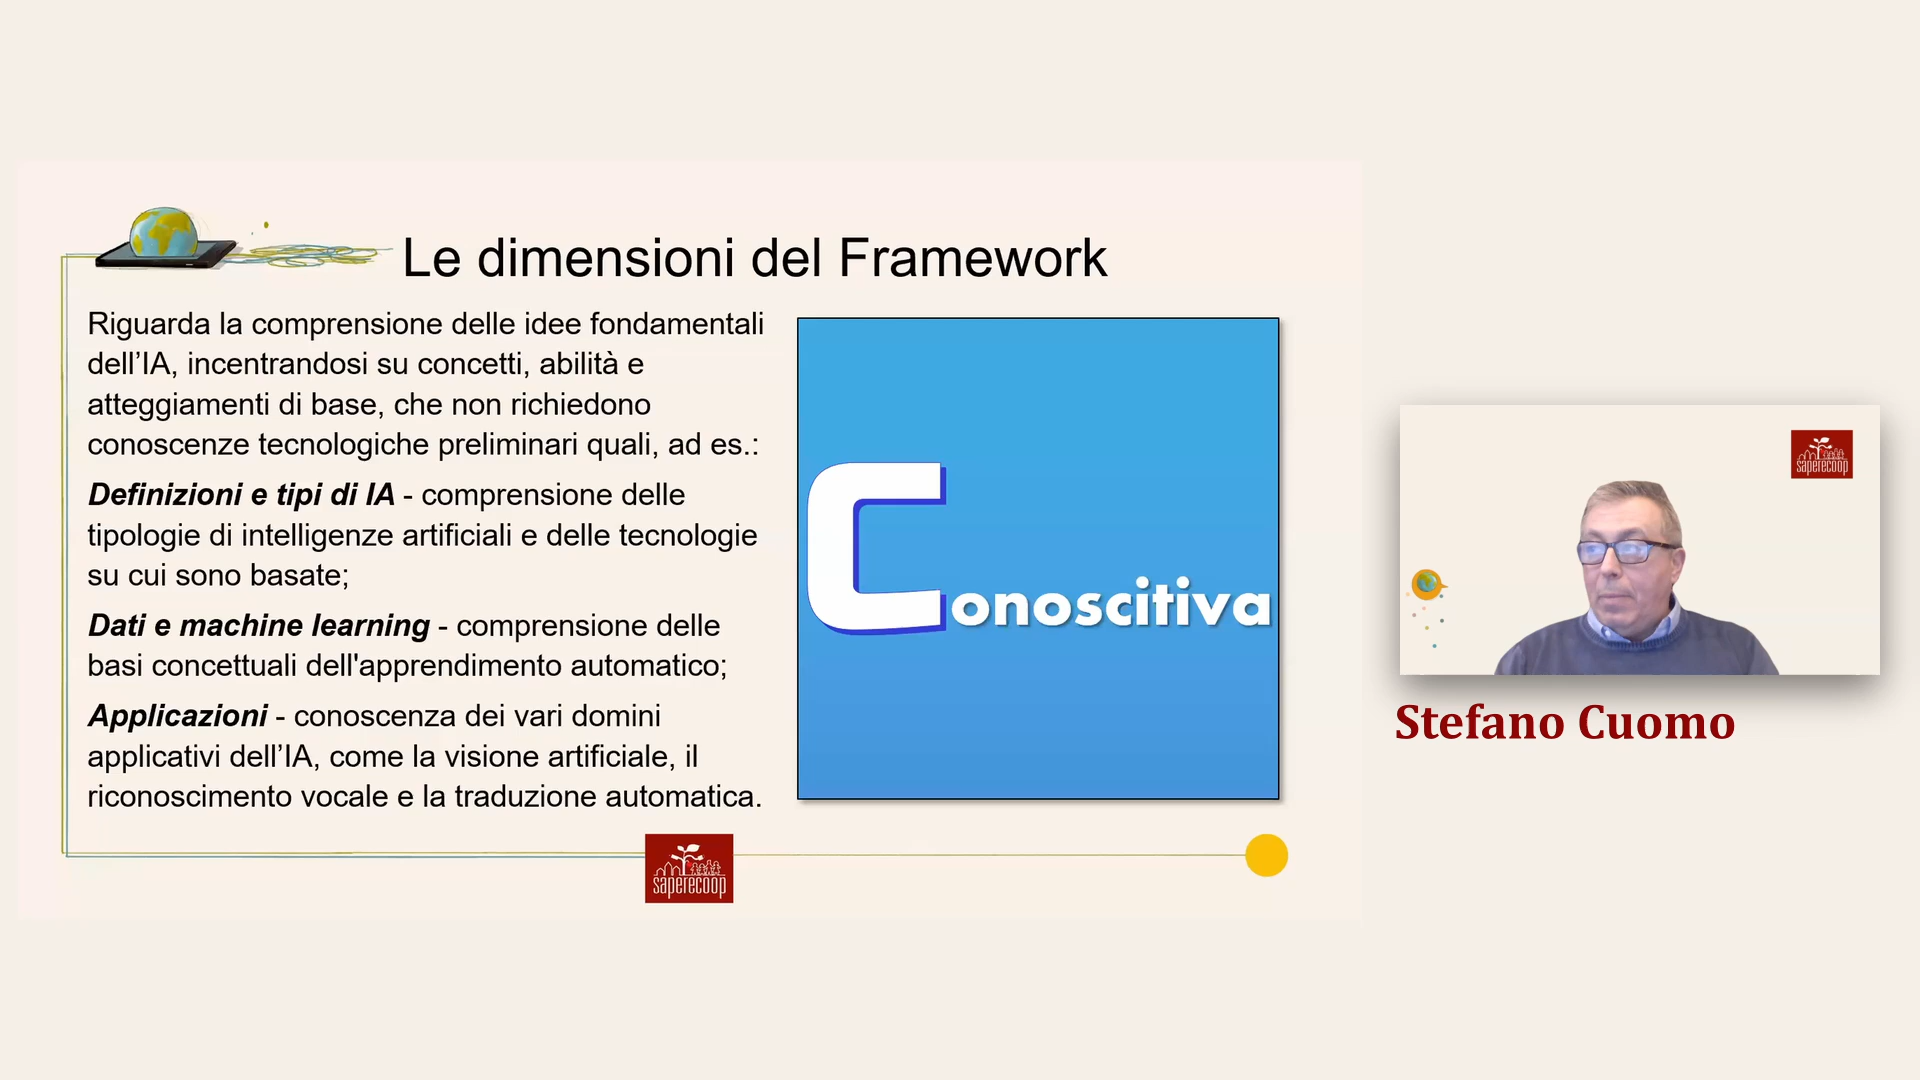 Le dimensioni del Framework
Riguarda la comprensione delle idee fondamentali
dell’IA, incentrandosi su concetti, abilità e
atteggiamenti di base, che non richiedono
conoscenze tecnologiche preliminari quali, ad es.:
Definizioni e tipi di IA - comprensione delle
tipologie di intelligenze artificiali e delle tecnologie
su cui sono basate;
Dati e machine learning - comprensione delle
basi concettuali dell'apprendimento automatico;
Applicazioni - conoscenza dei vari domini
applicativi dell’IA, come la visione artificiale, il
riconoscimento vocale e la traduzione automatica.
Conoscitiva
saperecoop
saperecoop
Stefano Cuomo